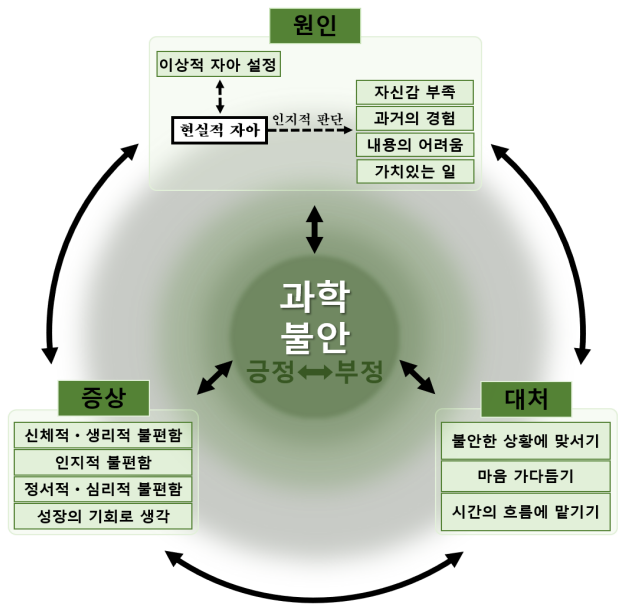 원인
이상적 자아 설정
현실적 자아
인지적 판단
자신감 부족
과거의 경험
내용의 어려움
가치있는 일
과학
불안
긍정 부정
증상
신체적・생리적 불편함
인지적 불편함
정서적・심리적 불편함
성장의 기회로 생각
대처
불안한 상황에 맞서기
마음 가다듬기
시간의 흐름에 맡기기